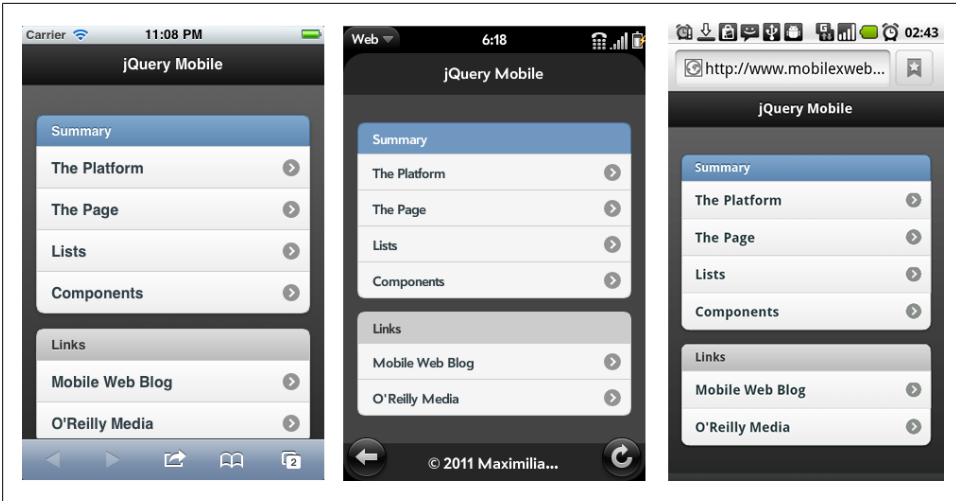 Carrier 11:08 PM
jQuery Mobile
Summary
The Platform
The Page
Lists
Components
Links
Mobile Web Blog
O'Reilly Media
2
Web 6:18
jQuery Mobile
Summary
The Platform
The Page
Lists
Components
Links
Mobile Web Blog
O'Reilly Media
© 2011 Maximilia...
02:43
http://www.mobilexweb...
jQuery Mobile
Summary
The Platform
The Page
Lists
Components
Links
Mobile Web Blog
O'Reilly Media